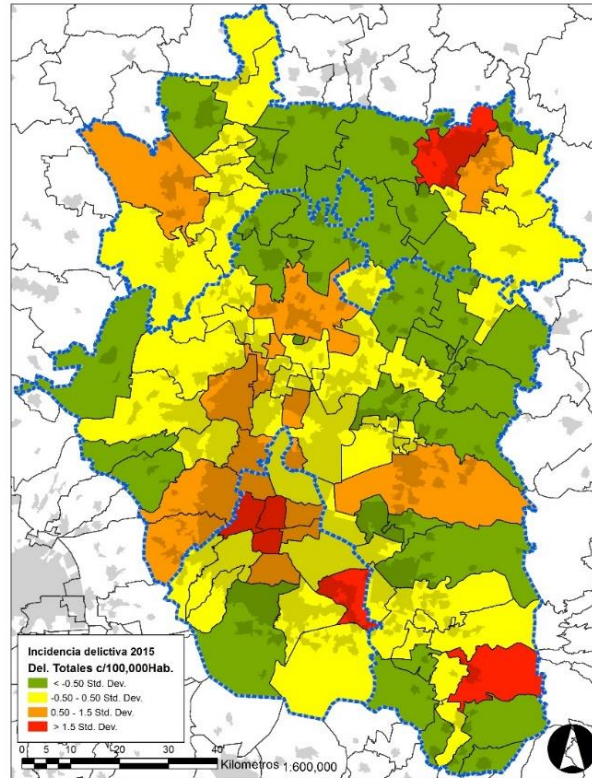 Incidencia delictiva 2015
Del. Totales c/100,000Hab.
< -0.50 Std. Dev.
-0.50 - 0.50 Std. Dev.
0.50 - 1.5 Std. Dev.
> 1.5 Std. Dev.
0 5 10 20 30 40
Kilometros 1:600,000